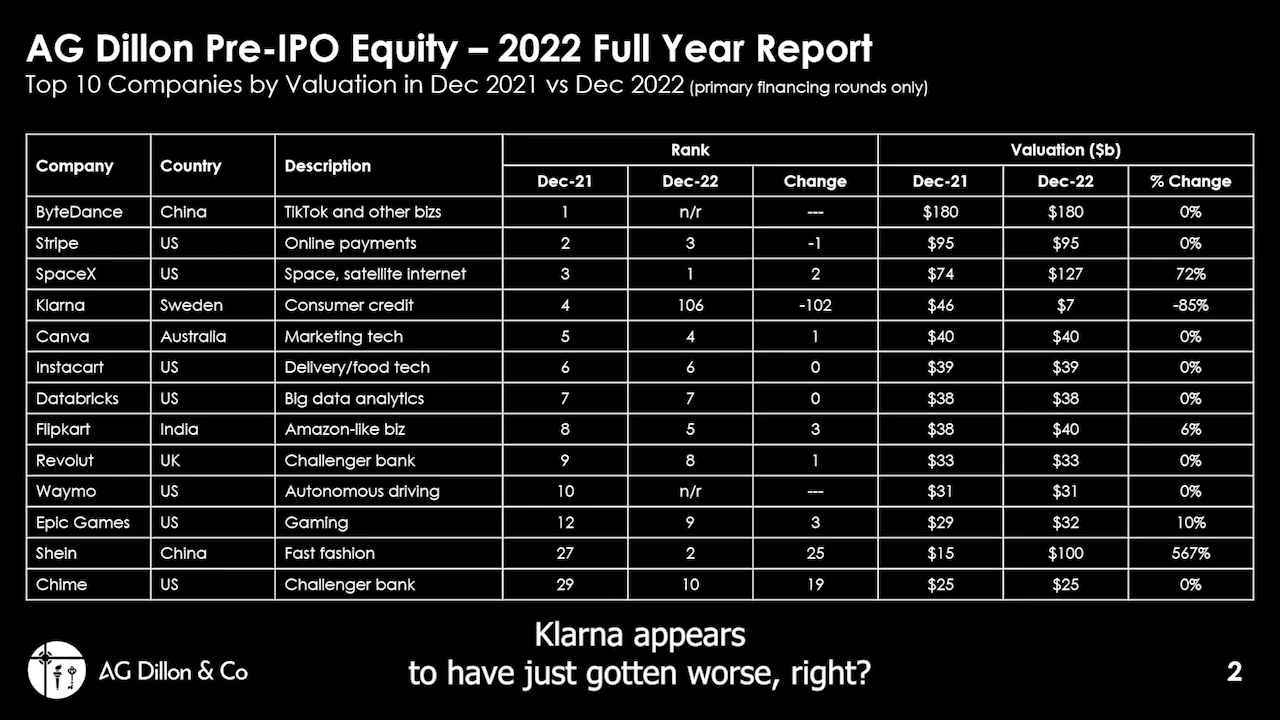 AG Dillon Pre-IPO Equity – 2022 Full Year Report
Top 10 Companies by Valuation in Dec 2021 vs Dec 2022 (primary financing rounds only)
Company Country Description Rank Valuation ($b)
Dec-21 Dec-22 Change Dec-21 Dec-22 % Change
ByteDance China TikTok and other bizs 1 n/r --- $180 $180 0%
Stripe US Online payments 2 3 -1 $95 $95 0%
SpaceX US Space, satellite internet 3 1 2 $74 $127 72%
Klarna Sweden Consumer credit 4 106 -102 $46 $7 -85%
Canva Australia Marketing tech 5 4 1 $40 $40 0%
Instacart US Delivery/food tech 6 6 0 $39 $39 0%
Databricks US Big data analytics 7 7 0 $38 $38 0%
Flipkart India Amazon-like biz 8 5 3 $38 $40 6%
Revolut UK Challenger bank 9 8 1 $33 $33 0%
Waymo US Autonomous driving 10 n/r --- $31 $31 0%
Epic Games US Gaming 12 9 3 $29 $32 10%
Shein China Fast fashion 27 2 25 $15 $100 567%
Chime US Challenger bank 29 10 19 $25 $25 0%
Klarna appears
to have just gotten worse, right?
AG Dillon & Co
2